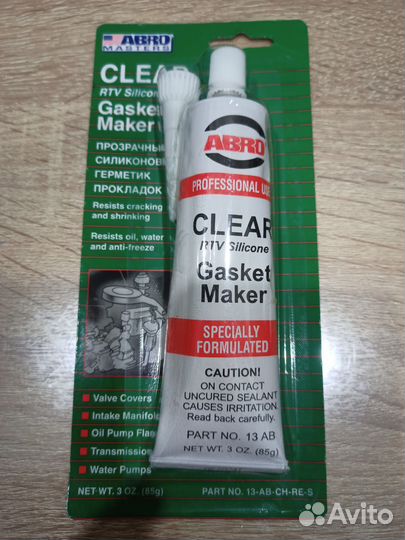 ABRO
MASTERS
CLEAR
RTV Silicone
Gasket
Maker
ПРОЗРАЧНЫЙ
СИЛИКОНОВ
ГЕРМЕТИК
ПРОКЛАДОК
Resists cracking
and shrinking
Resists oil, water
and anti-freeze
Valve Covers
Intake Manifol
Oil Pump Flan
Transmission
Water Pumps
NET WT. 3 OZ. (85g)
PART NO. 13-AB-CH-RE-S
ABRO
PROFESSIONAL USE
CLEAR
RTV Silicone
Gasket
Maker
SPECIALLY
FORMULATED
CAUTION!
ON CONTACT
UNCURED SEALANT
CAUSES IRRITATION.
Read back carefully.
PART NO. 13 AB
NET WT. 3 OZ. (85g)
Avito